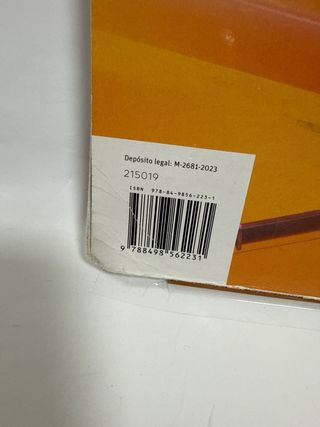 Depósito legal: M-2681-2023
215019
ISBN 978-84-9856-223-1
9 788498 562231